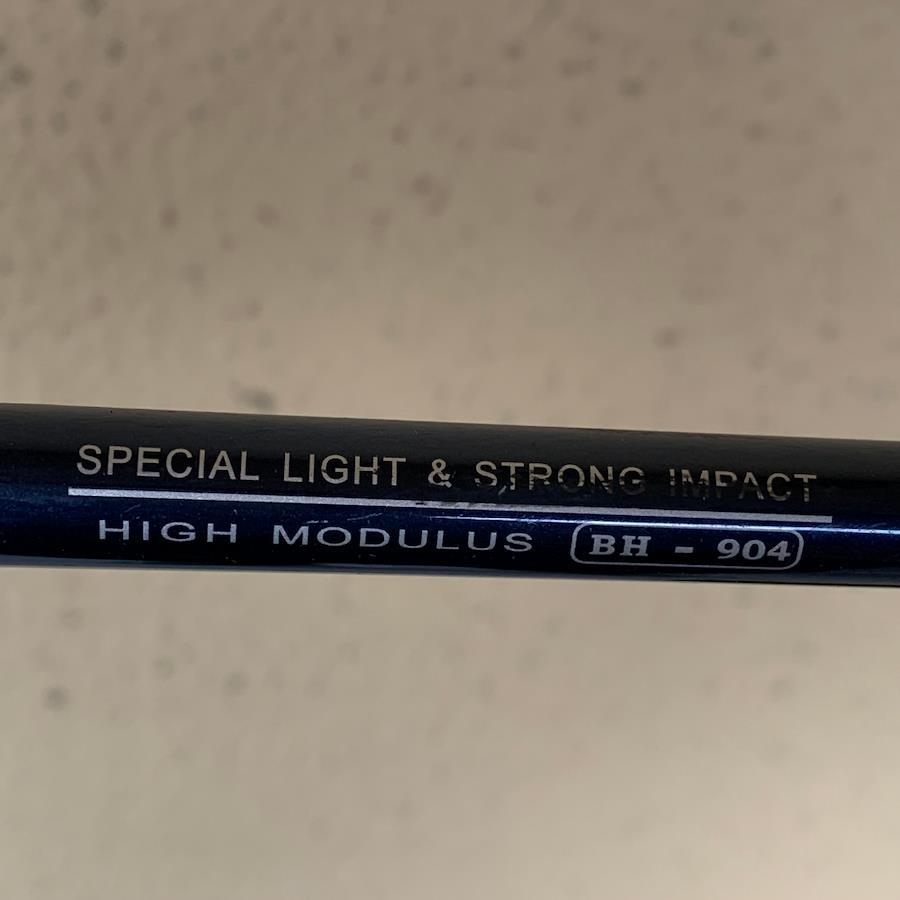 SPECIAL LIGHT & STRONG IMPACT
HIGH MODULUS BH - 904